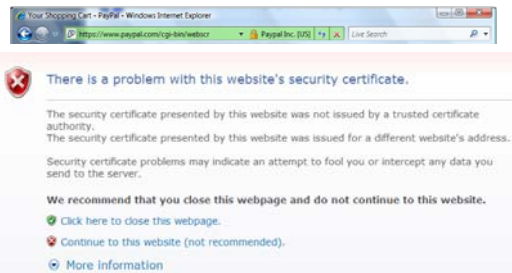 Your Shopping Cart - PayPal - Windows Internet Explorer
https://www.paypal.com/cgi-bin/webscr Paypal Inc. [US] Live Search
There is a problem with this website's security certificate.
The security certificate presented by this website was not issued by a trusted certificate
authority.
The security certificate presented by this website was issued for a different website's address.
Security certificate problems may indicate an attempt to fool you or intercept any data you
send to the server.
We recommend that you close this webpage and do not continue to this website.
Click here to close this webpage.
Continue to this website (not recommended).
More information